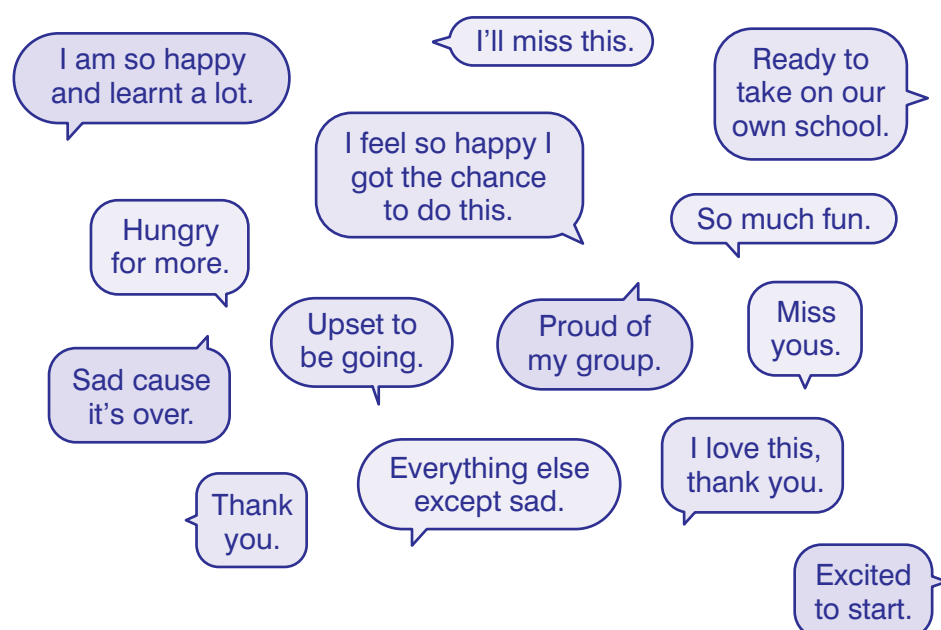 I am so happy
and learnt a lot.
I'll miss this.
Ready to
take on our
own school.
I feel so happy I
got the chance
to do this.
Hungry
for more.
So much fun.
Upset to
be going.
Proud of
my group.
Miss
yous.
Sad cause
it's over.
Everything else
except sad.
I love this,
thank you.
Thank
you.
Excited
to start.